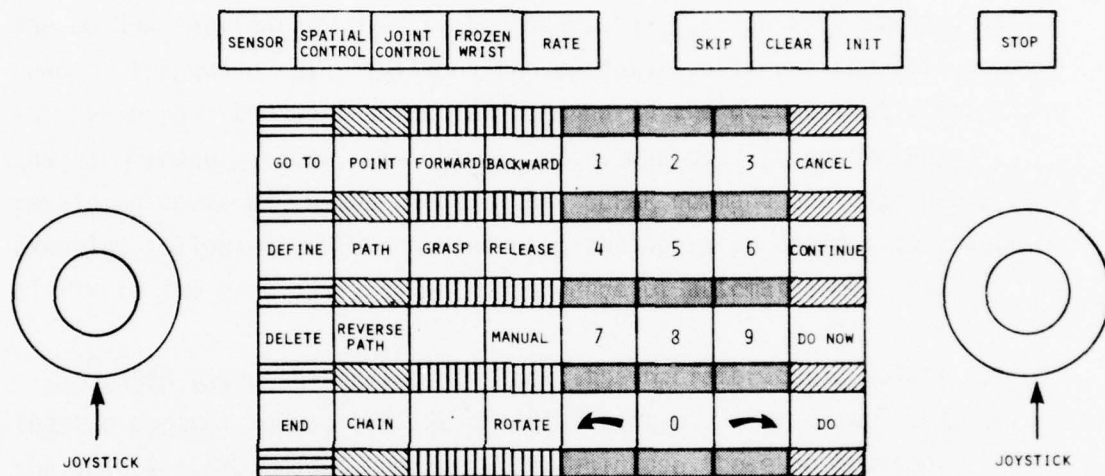 SENSOR SPATIAL CONTROL JOINT CONTROL FROZEN WRIST RATE SKIP CLEAR INIT STOP
GO TO POINT FORWARD BACKWARD 1 2 3 CANCEL
DEFINE PATH GRASP RELEASE 4 5 6 CONTINUE
DELETE REVERSE PATH MANUAL 7 8 9 DO NOW
END CHAIN ROTATE 0 DO
JOYSTICK JOYSTICK